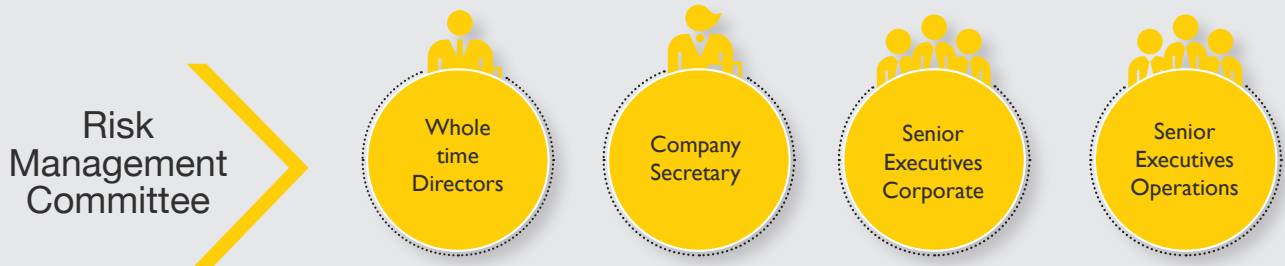 Risk
Management
Committee
Whole
time
Directors
Company
Secretary
Senior
Executives
Corporate
Senior
Executives
Operations